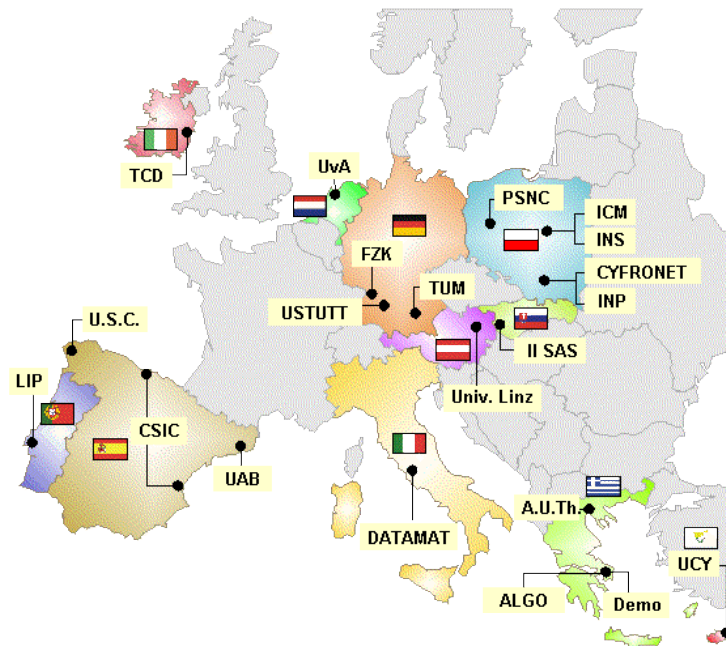 UvA
TCD
PSNC
ICM
INS
FZK
CYFRONET
TUM
USTUTT
INP
U.S.C.
II SAS
LIP
Univ. Linz
CSIC
UAB
A.U.Th.
DATAMAT
UCY
ALGO
Demo